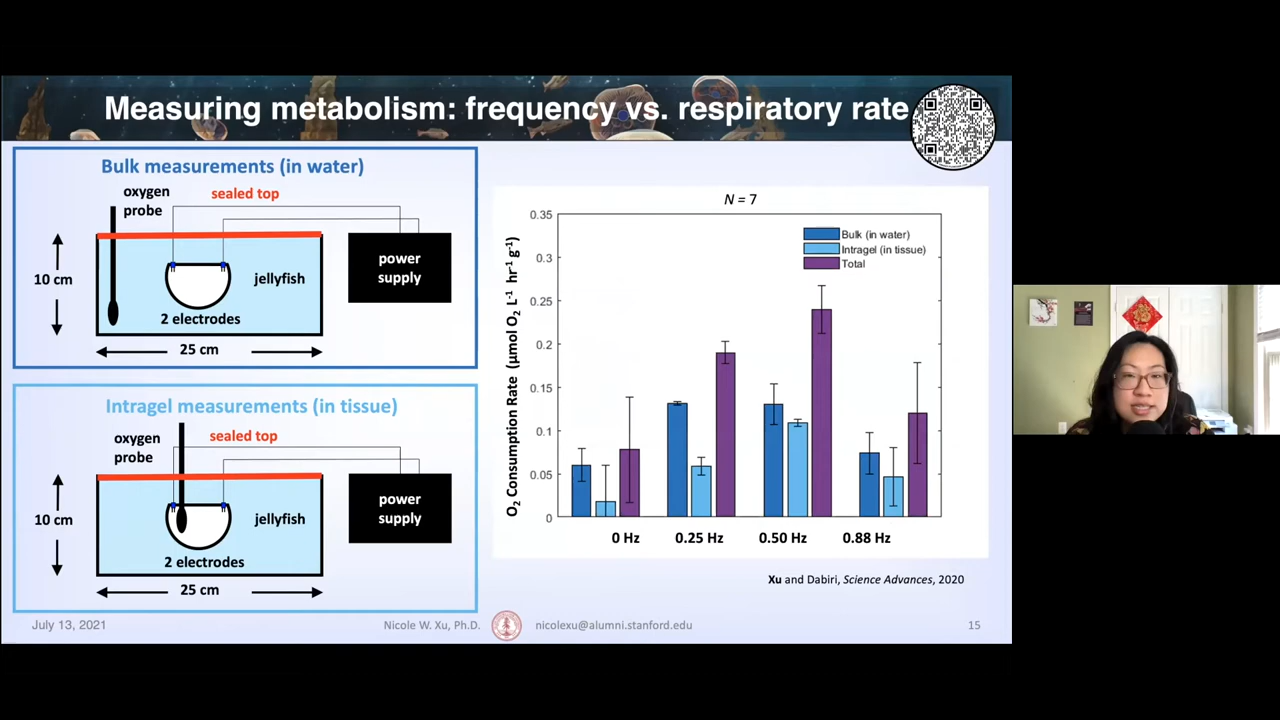 Measuring metabolism: frequency vs. respiratory rate
Bulk measurements (in water)
oxygen
probe
sealed top
10 cm
jellyfish
power
supply
2 electrodes
25 cm
Intragel measurements (in tissue)
oxygen
probe
sealed top
10 cm
jellyfish
power
supply
2 electrodes
25 cm
N = 7
O₂ Consumption Rate (μmol O₂ L⁻¹ hr⁻¹ g⁻¹)
0.35
0.3
0.25
0.2
0.15
0.1
0.05
0
Bulk (in water)
Intragel (in tissue)
Total
0 Hz 0.25 Hz 0.50 Hz 0.88 Hz
Xu and Dabiri, Science Advances, 2020
July 13, 2021 Nicole W. Xu, Ph.D. nicolexu@alumni.stanford.edu 15